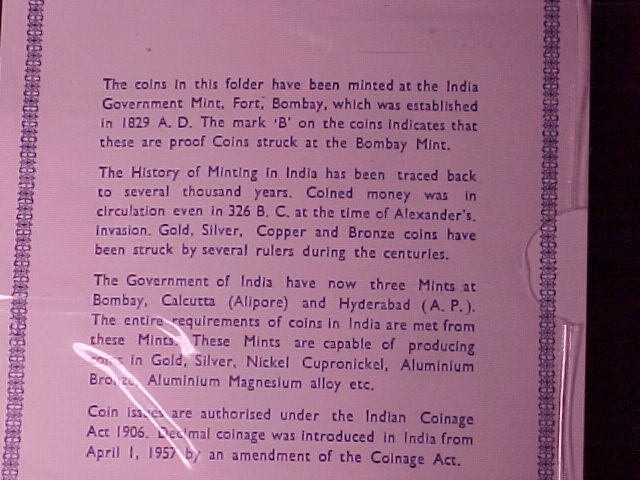 The coins in this folder have been minted at the India
Government Mint, Fort, Bombay, which was established
in 1829 A. D. The mark 'B' on the coins indicates that
these are proof Coins struck at the Bombay Mint.
The History of Minting in India has been traced back
to several thousand years. Coined money was in
circulation even in 326 B. C. at the time of Alexander's.
invasion. Gold, Silver, Copper and Bronze coins have
been struck by several rulers during the centuries.
The Government of India have now three Mints at
Bombay, Calcutta (Alipore) and Hyderabad (A. P.).
The entire requirements of coins in India are met from
these Mints. These Mints are capable of producing
coins in Gold, Silver, Nickel Cupronickel, Aluminium
Bronze, Aluminium Magnesium alloy etc.
Coin issues are authorised under the Indian Coinage
Act 1906. Decimal coinage was introduced in India from
April 1, 1957 by an amendment of the Coinage Act.